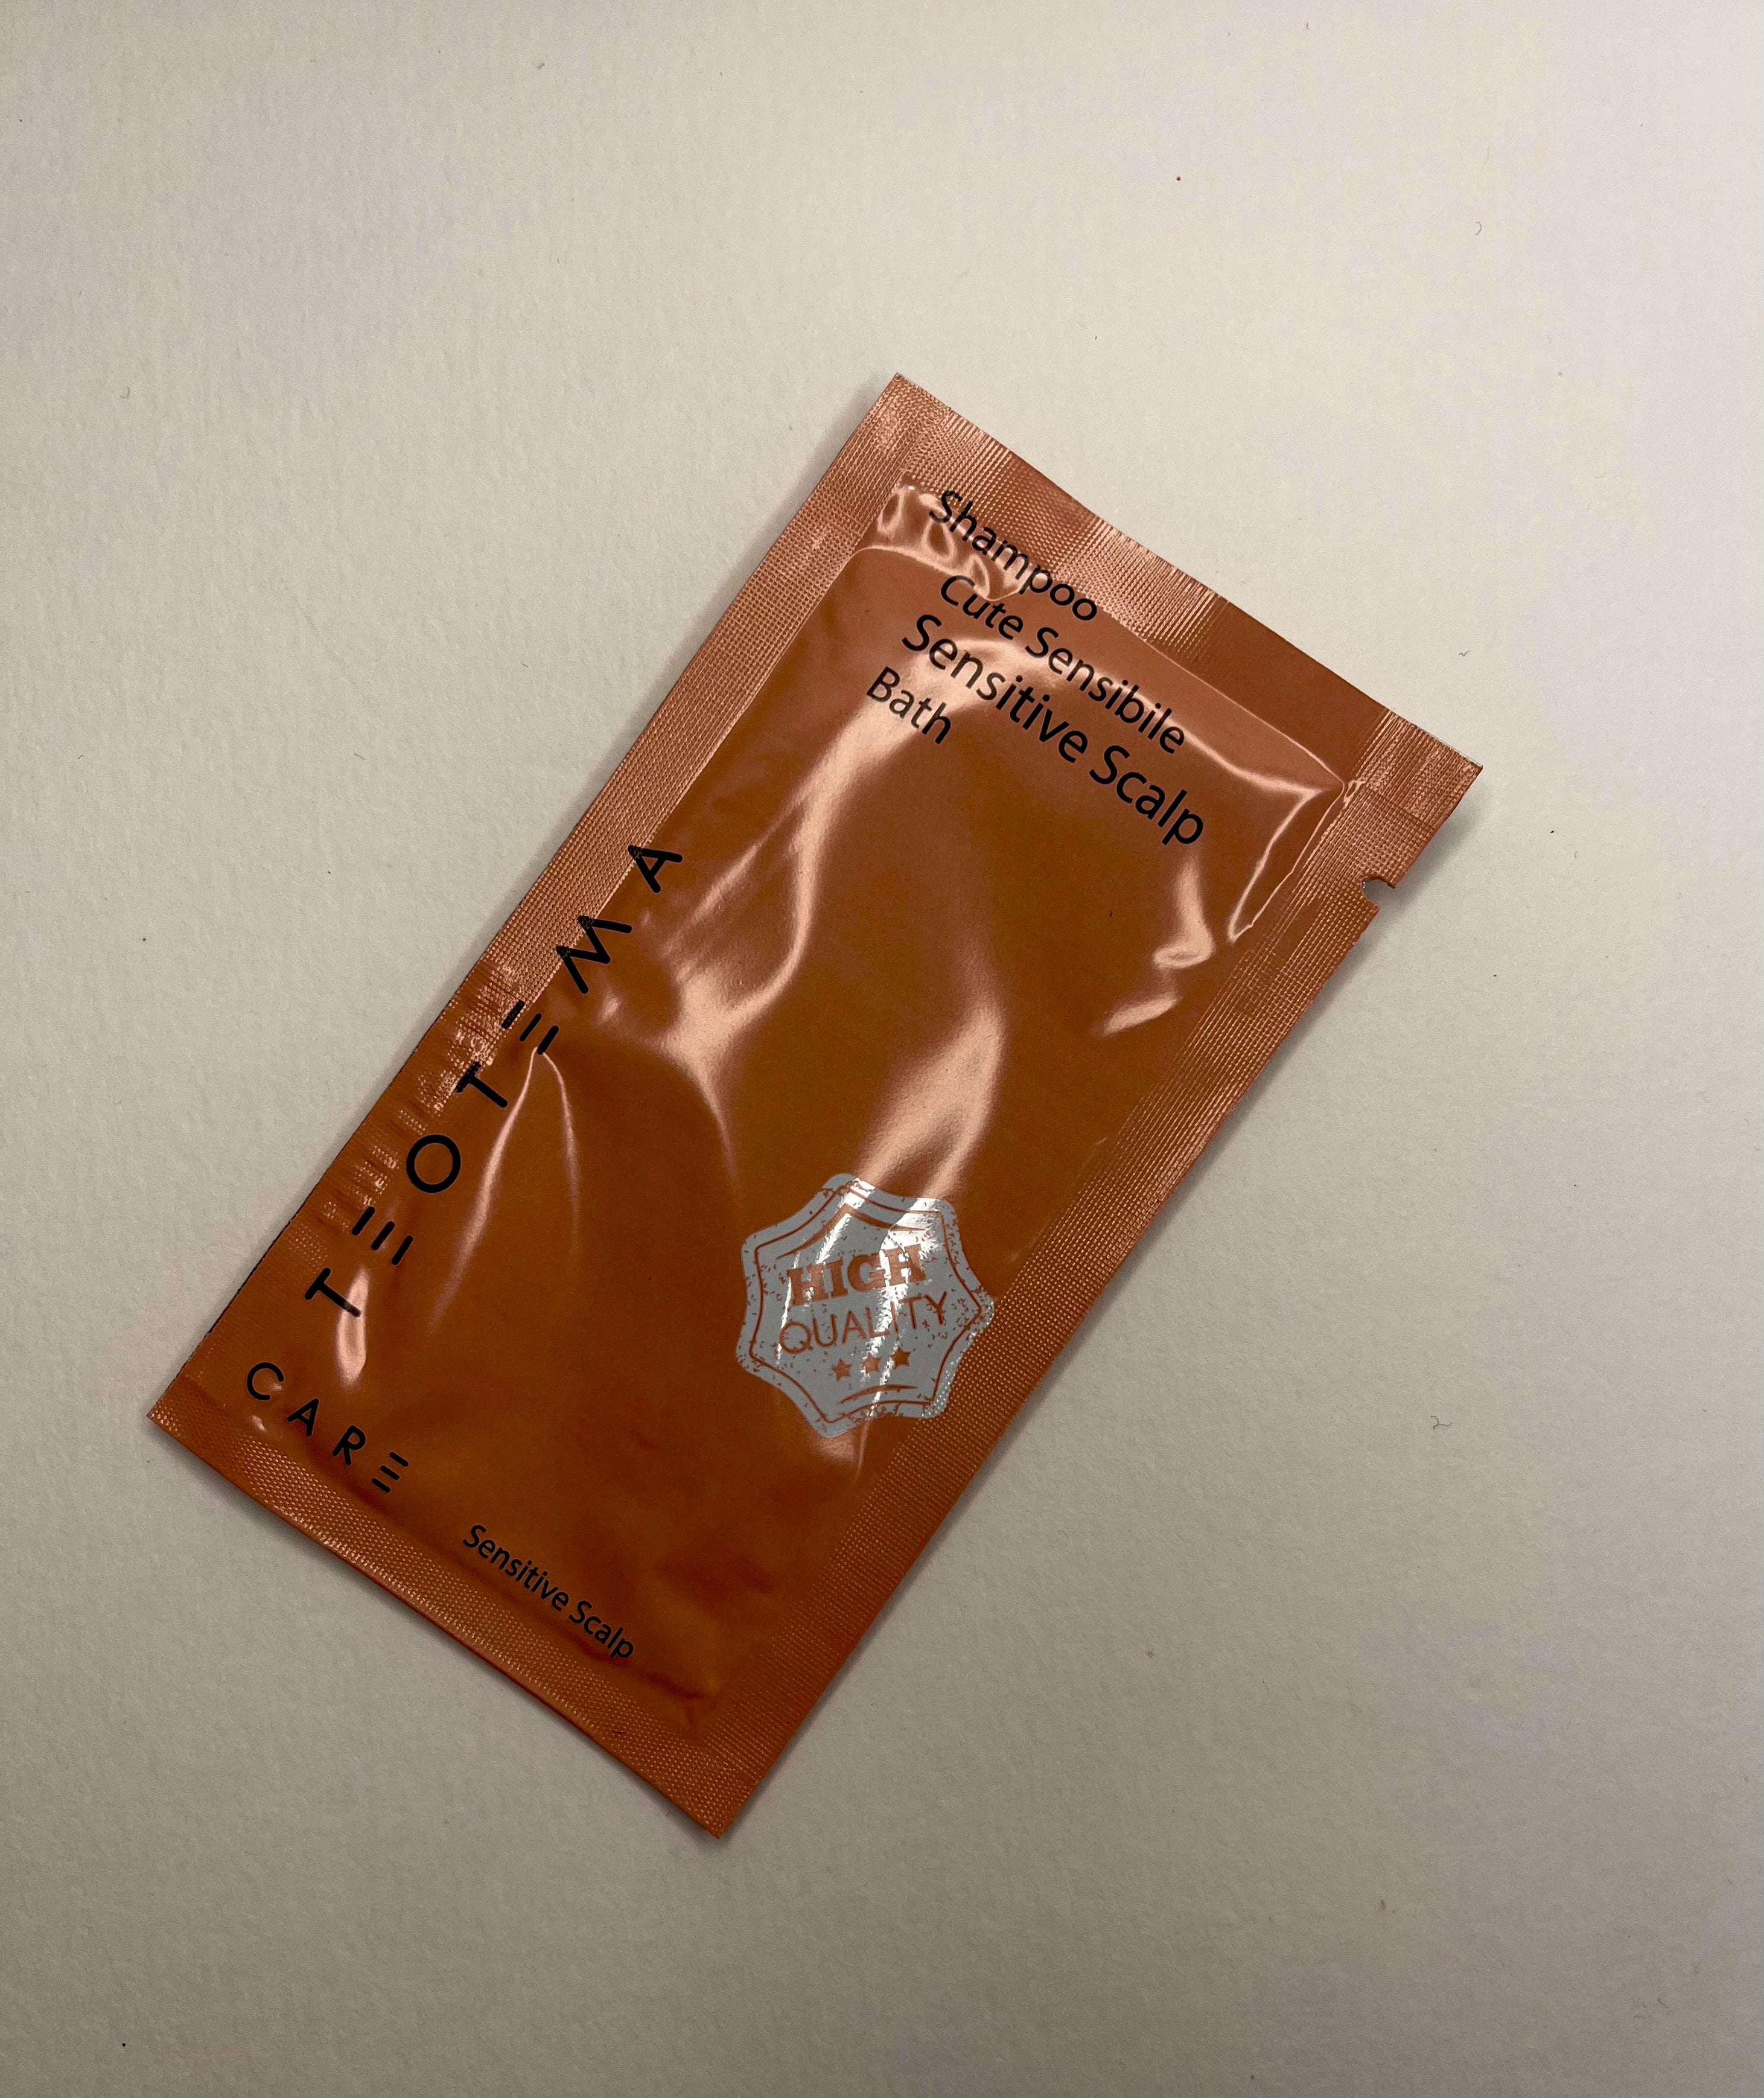 Shampoo
Cute Sensibile
Sensitive Scalp
Bath
TEOTEMA
HIGH
QUALITY
CARE
Sensitive Scalp